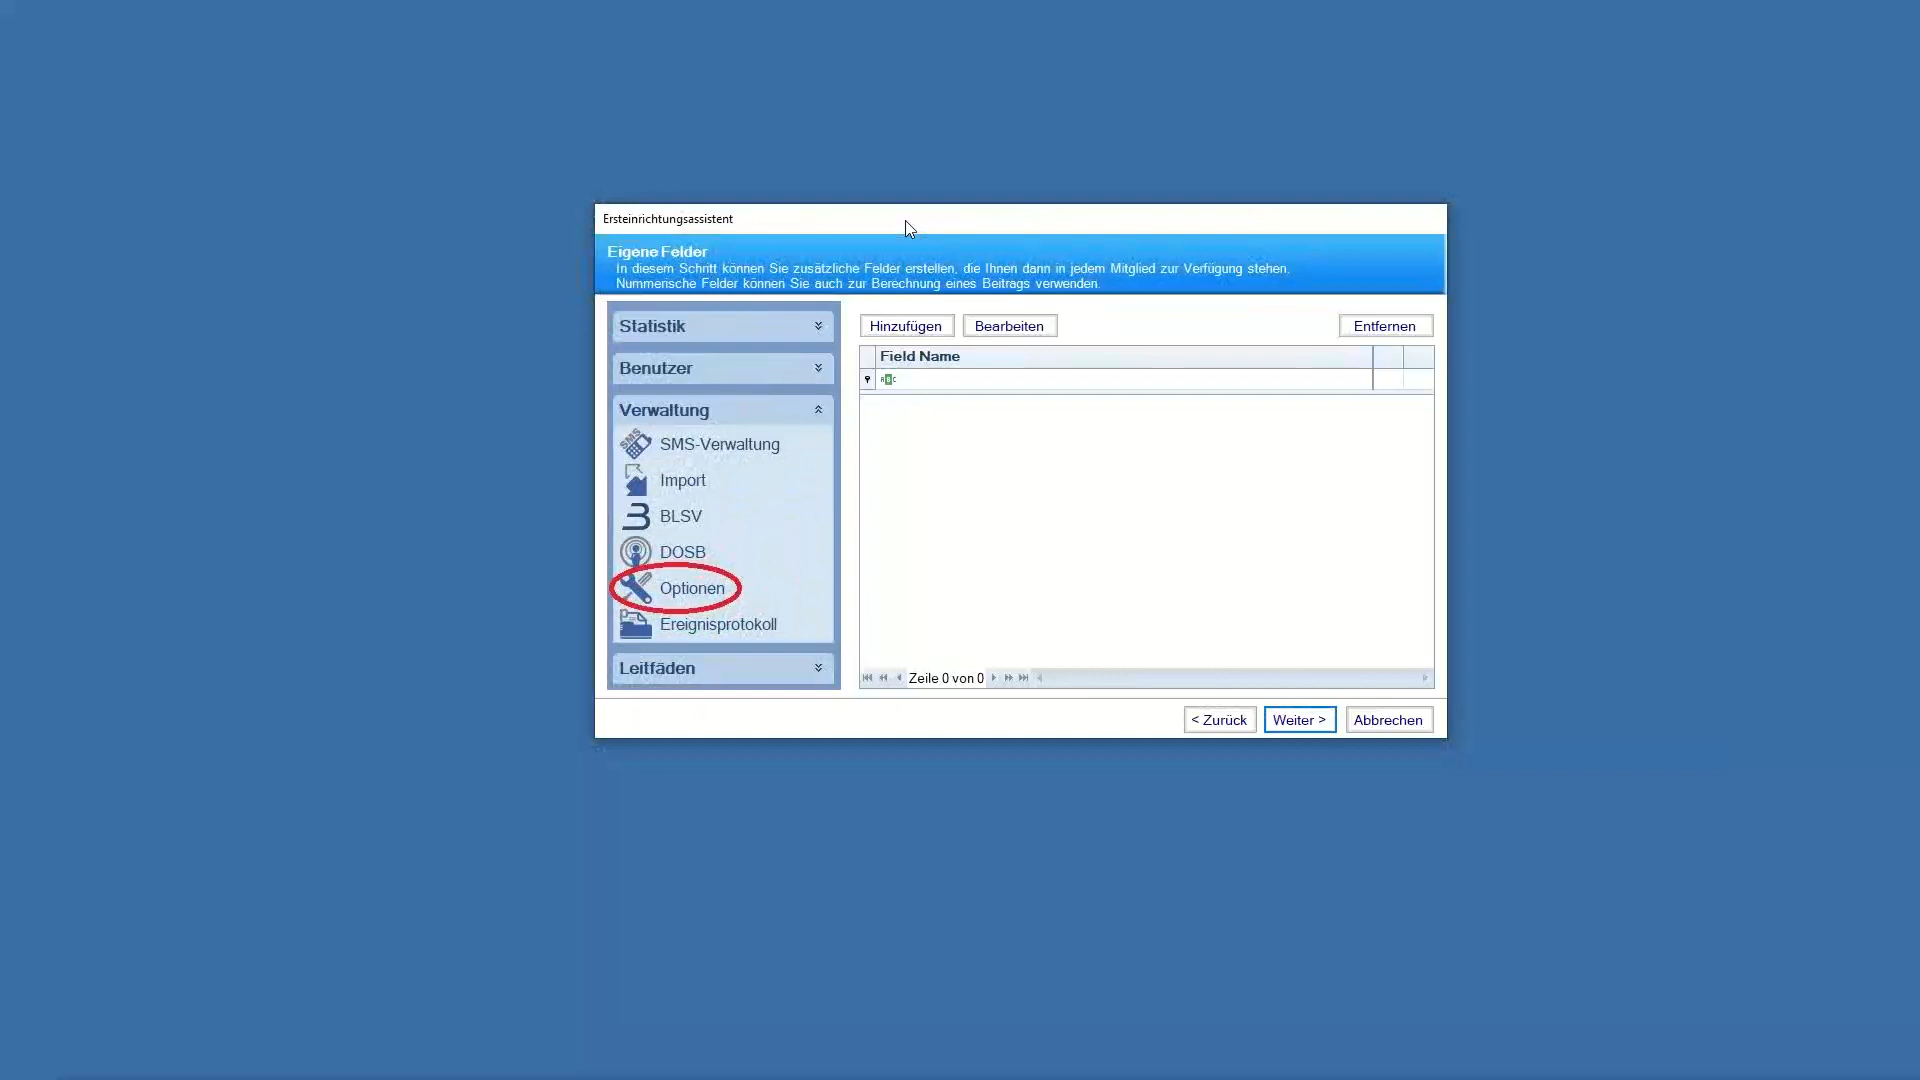 Ersteinrichtungsassistent
Eigene Felder
In diesem Schritt können Sie zusätzliche Felder erstellen, die Ihnen dann in jedem Mitglied zur Verfügung stehen.
Nummerische Felder können Sie auch zur Berechnung eines Beitrags verwenden.
Statistik
Benutzer
Verwaltung
SMS SMS-Verwaltung
Import
BLSV
DOSB
Optionen
Ereignisprotokoll
Leitfäden
Hinzufügen Bearbeiten Entfernen
Field Name
ABC
Zeile 0 von 0
< Zurück Weiter > Abbrechen